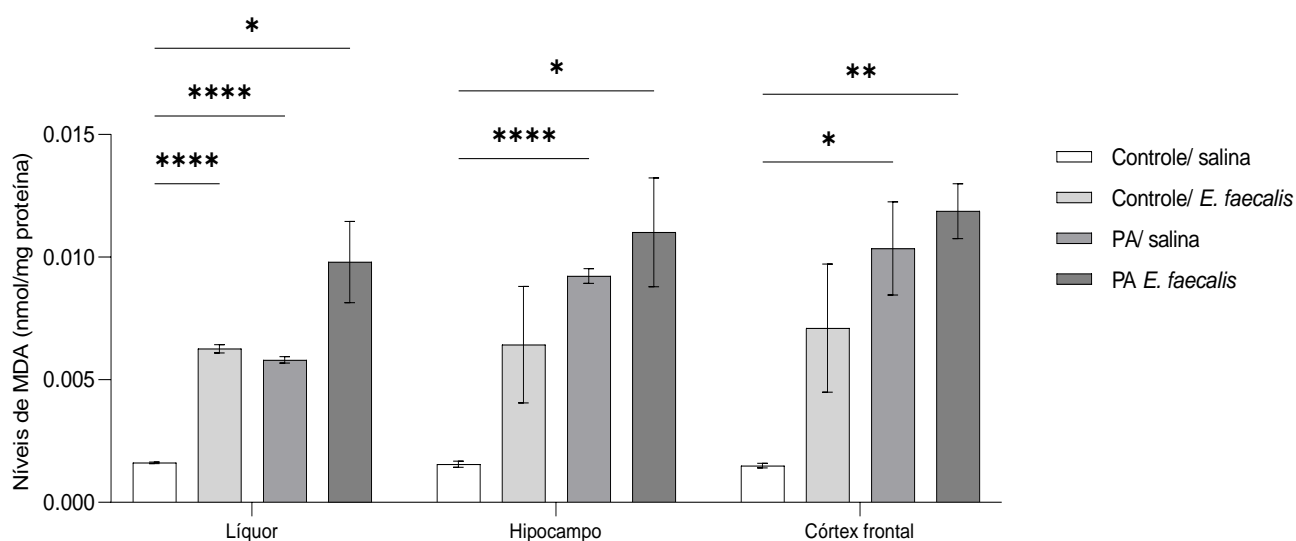 *
****
****
*
****
**
*
0.015
0.010
0.005
0.000
Níveis de MDA (nmol/mg proteína)
Líquor
Hipocampo
Córtex frontal
Controle/ salina
Controle/ E. faecalis
PA/ salina
PA E. faecalis